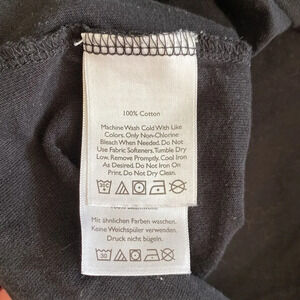 100% Cotton
Machine Wash Cold With Like
Colors. Only Non-Chlorine
Bleach When Needed. Do Not
Use Fabric Softeners. Tumble Dry
Low. Remove Promptly. Cool Iron
As Desired. Do Not Iron On
Print. Do Not Dry Clean.
Mit ähnlichen Farben waschen.
Keine Weichspüler verwenden.
Druck nicht bügeln.
30